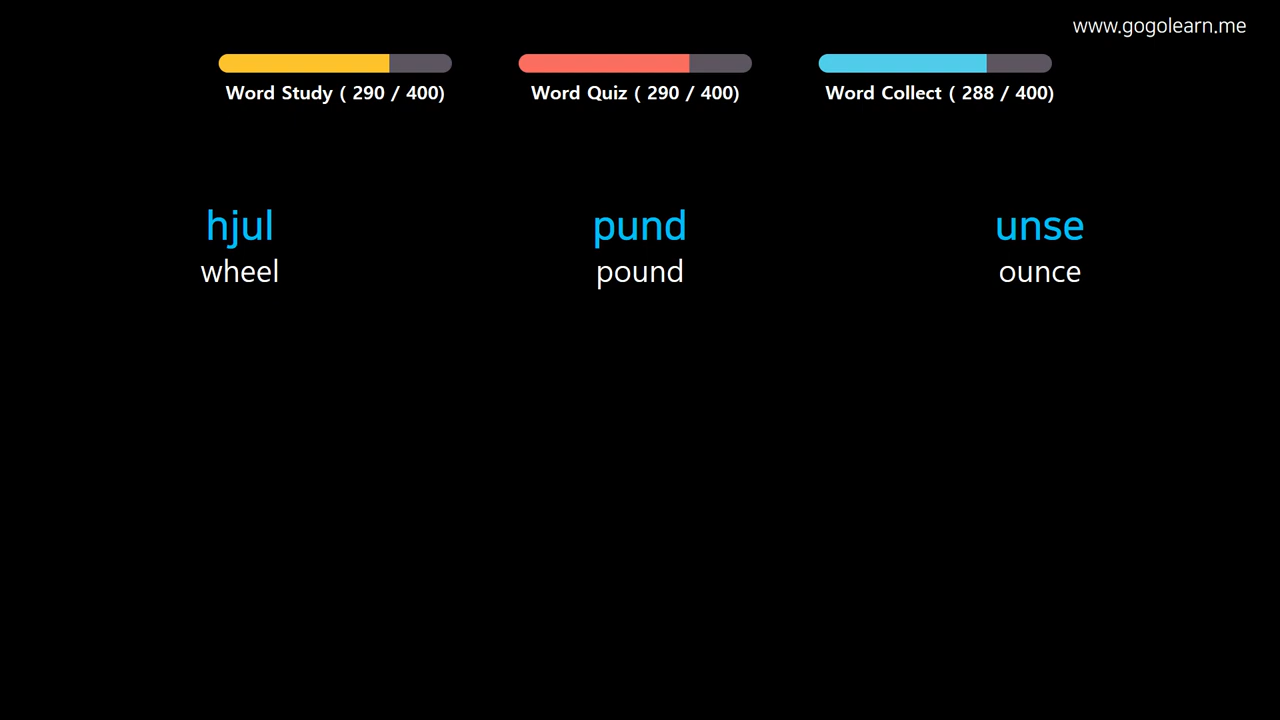 www.gogolearn.me
Word Study ( 290 / 400)
Word Quiz ( 290 / 400)
Word Collect ( 288 / 400)
hjul
wheel
pund
pound
unse
ounce